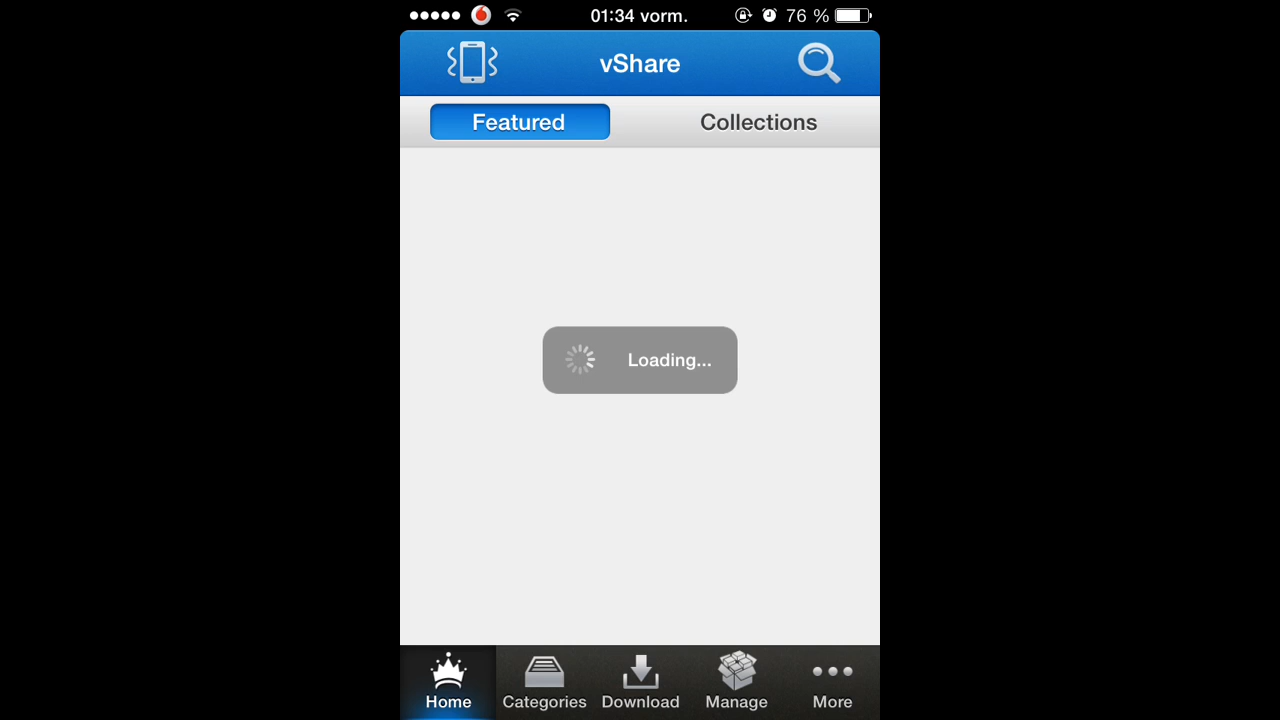 01:34 vorm. 76 %
vShare
Featured Collections
Loading...
Home Categories Download Manage More